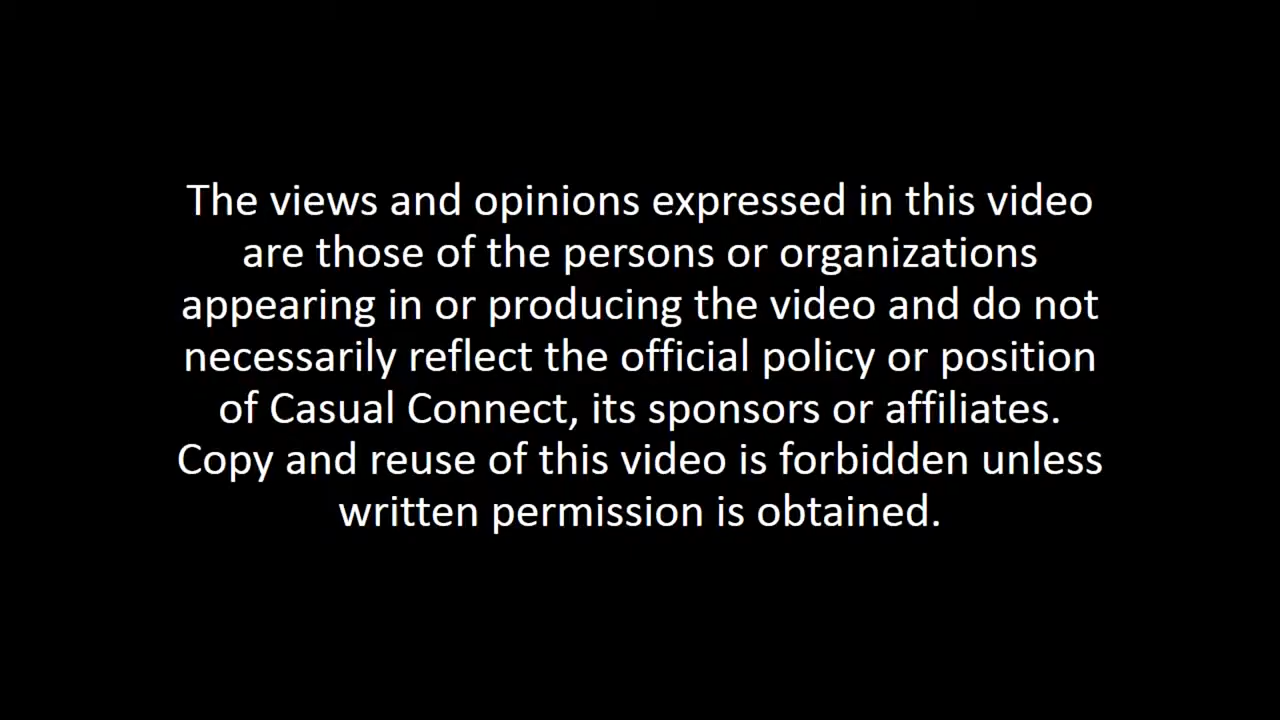 The views and opinions expressed in this video
are those of the persons or organizations
appearing in or producing the video and do not
necessarily reflect the official policy or position
of Casual Connect, its sponsors or affiliates.
Copy and reuse of this video is forbidden unless
written permission is obtained.